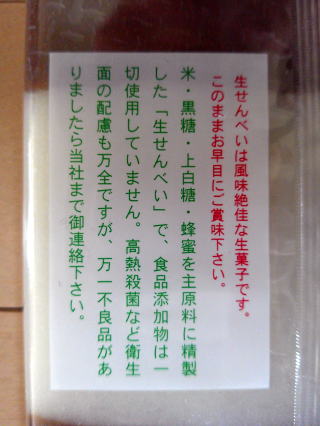 生せんべいは風味絶佳な生菓子です。
このままお早目にご賞味下さい。
米・黒糖・上白糖・蜂蜜を主原料に精製
した「生せんべい」で、食品添加物は一
切使用していません。高熱殺菌など衛生
面の配慮も万全ですが、万一不良品があ
りましたら当社まで御連絡下さい。